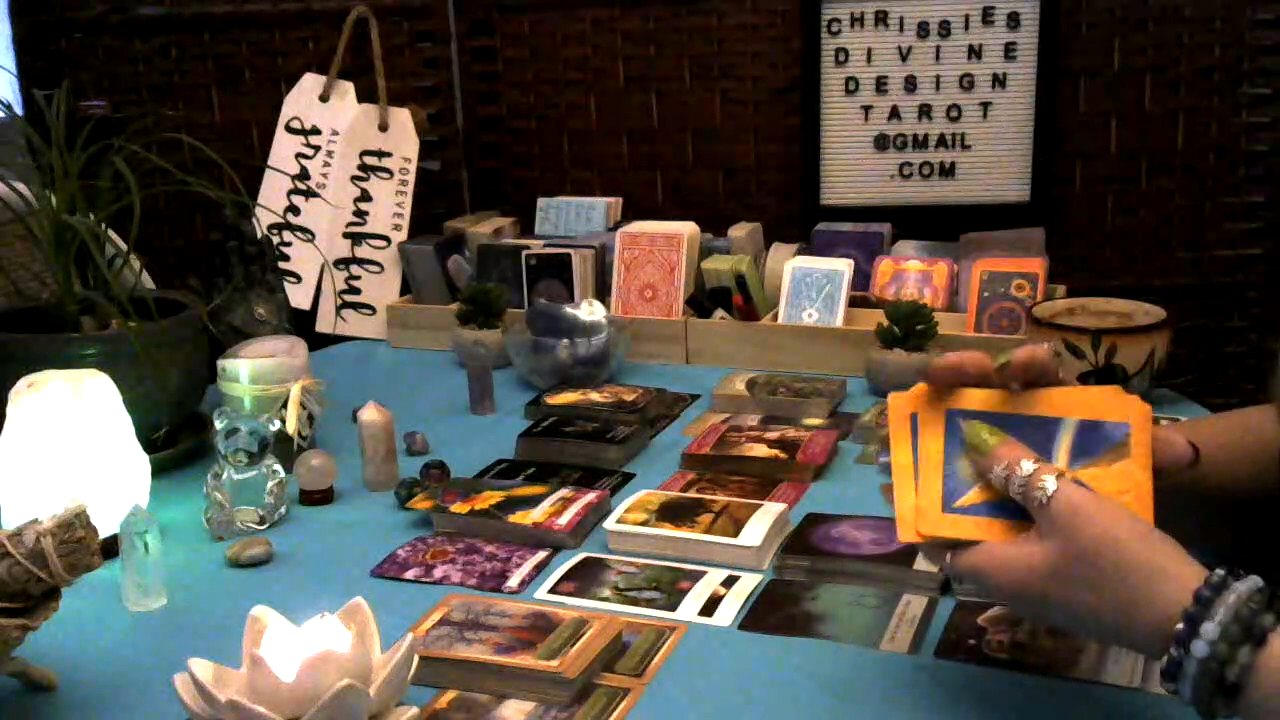 ALWAYS
grateful
FOREVER
thankful
CHRISSIES
DIVINE
DESIGN
TAROT
@GMAIL
.COM